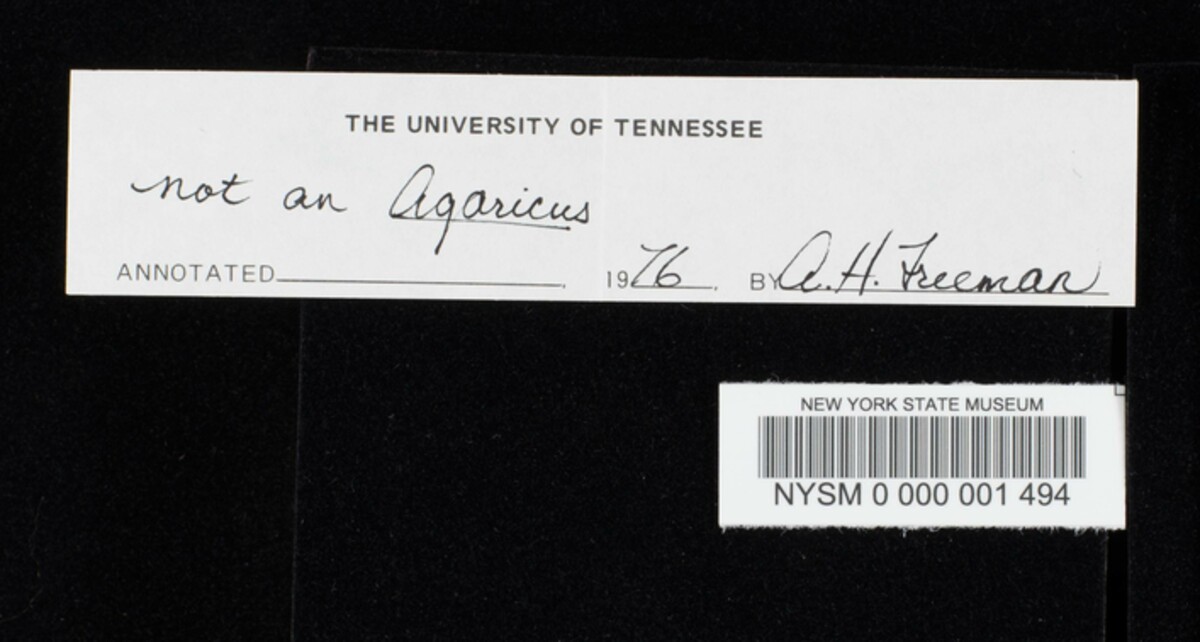 THE UNIVERSITY OF TENNESSEE
not an Agaricus
ANNOTATED______________. 1976. BY A. H. Freeman
NEW YORK STATE MUSEUM
NYSM 0 000 001 494